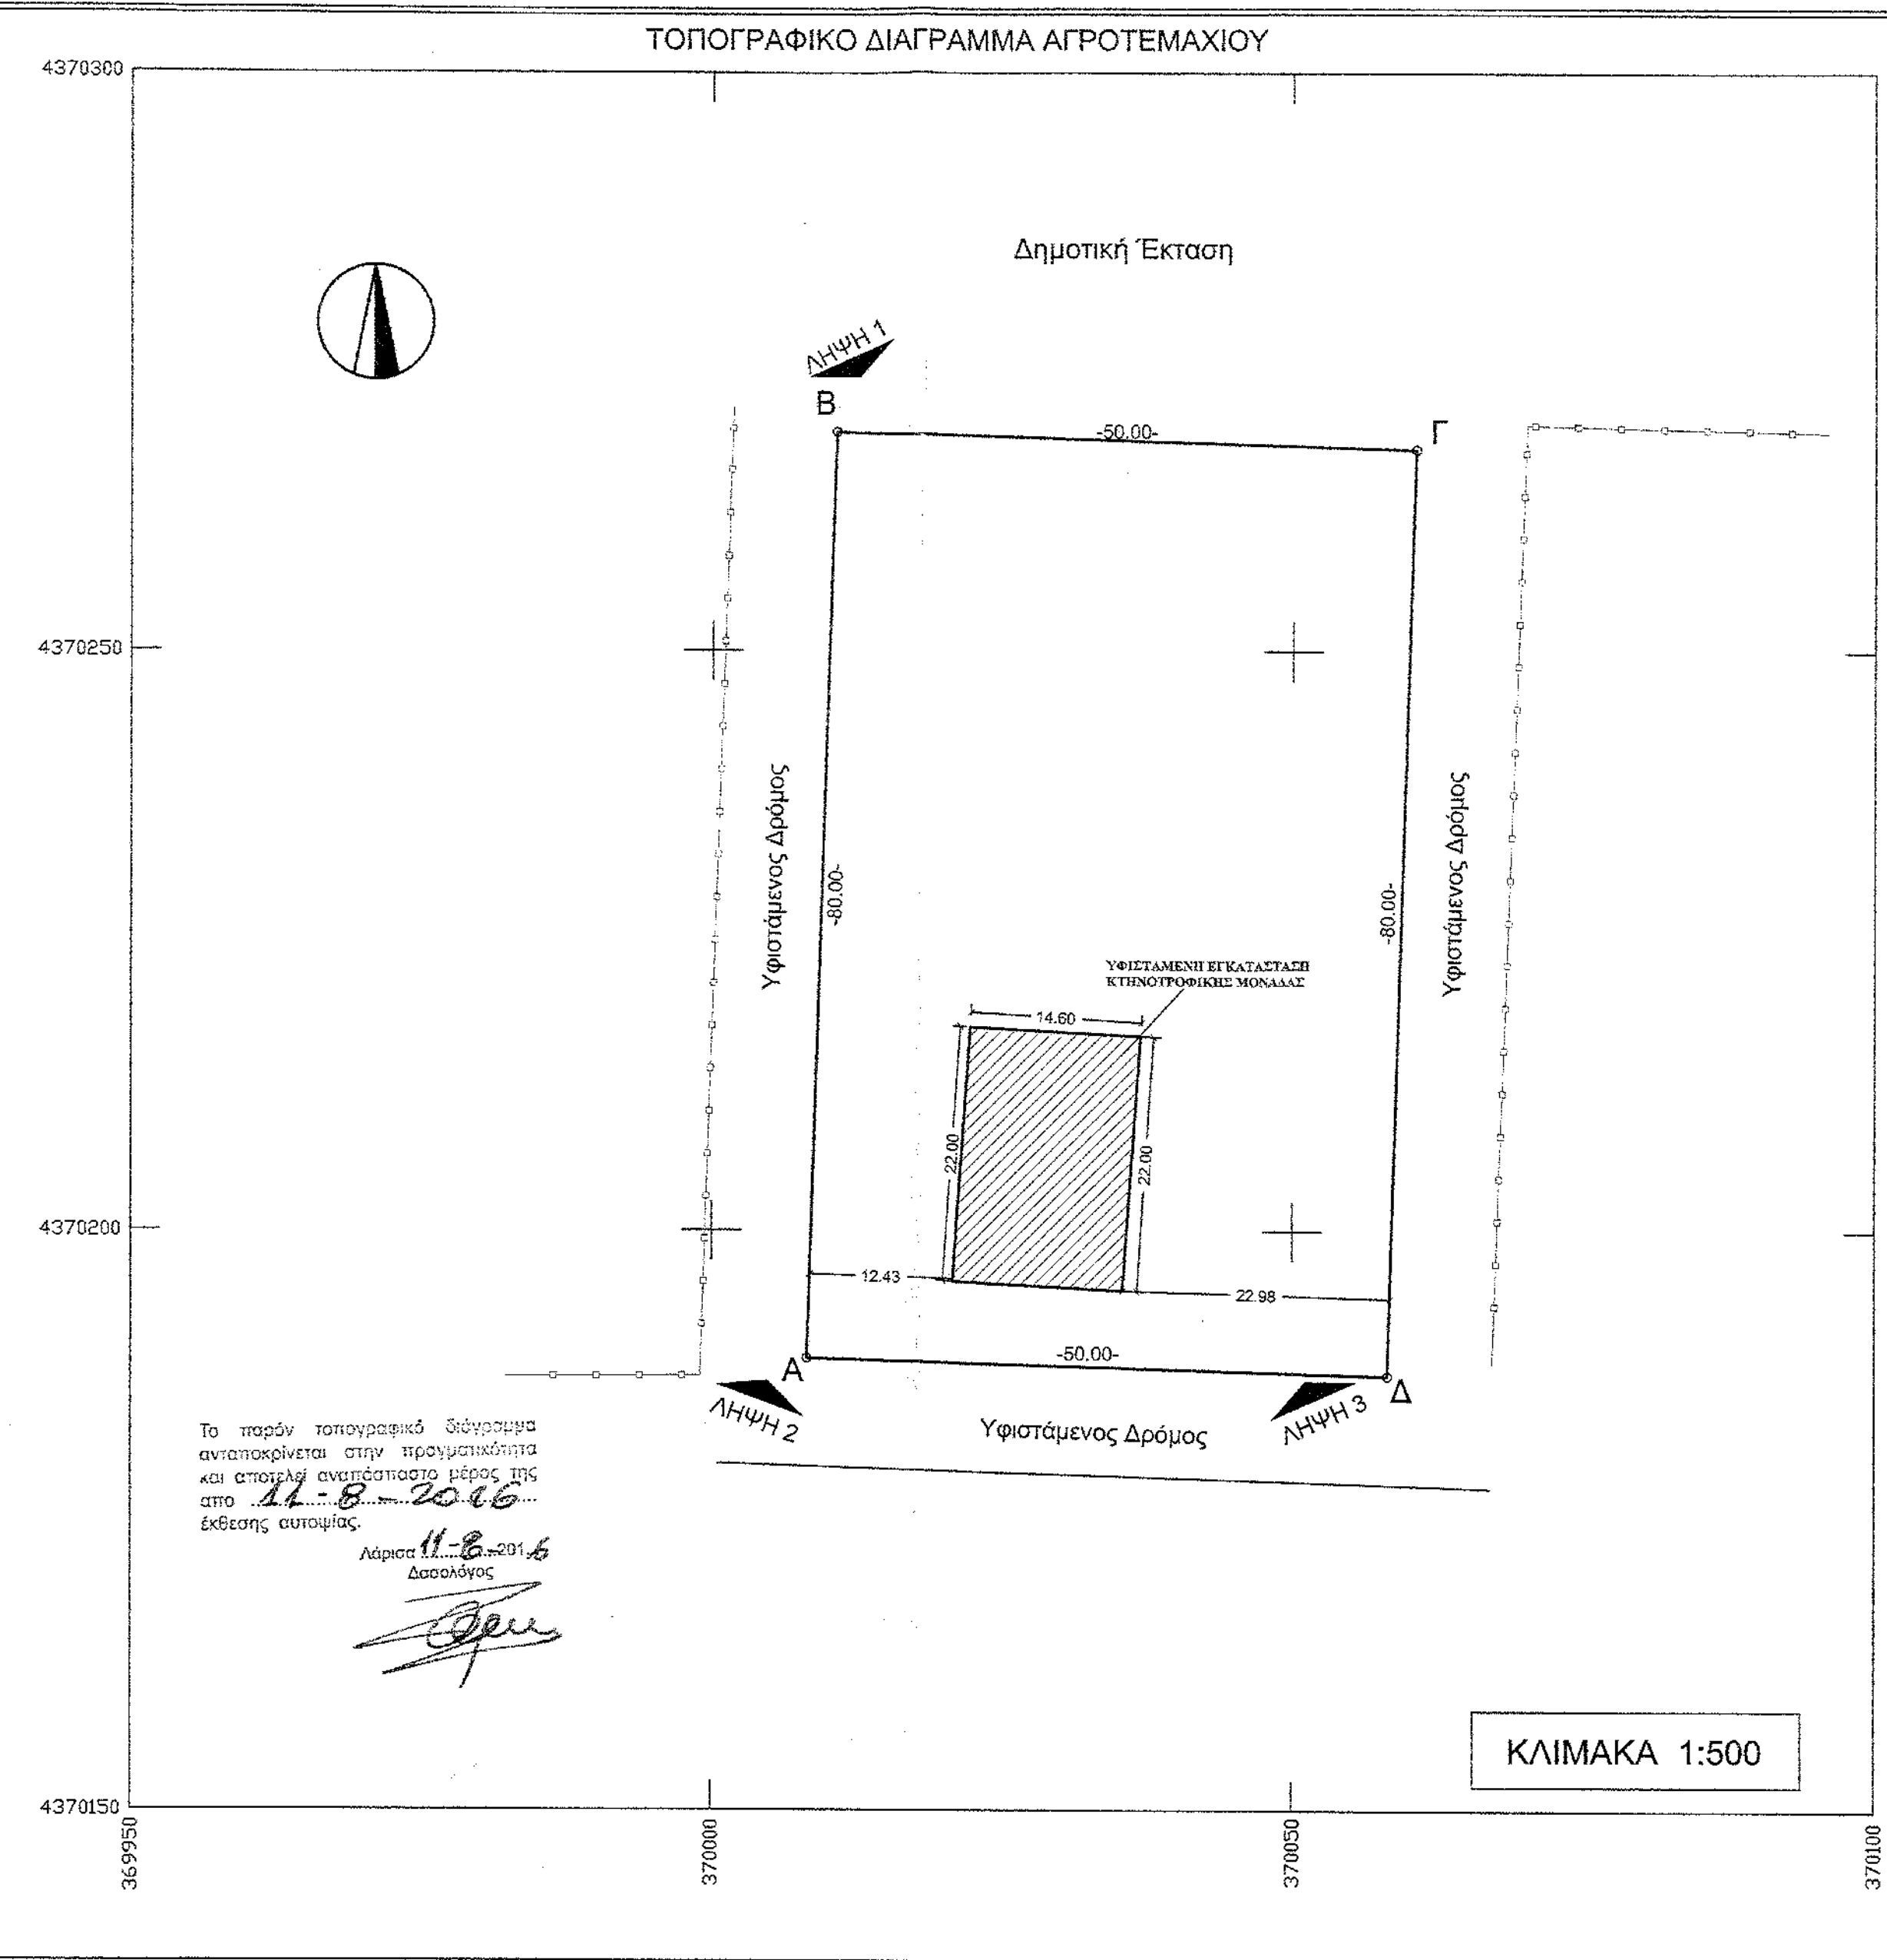 ΤΟΠΟΓΡΑΦΙΚΟ ΔΙΑΓΡΑΜΜΑ ΑΓΡΟΤΕΜΑΧΙΟΥ
4370300
Δημοτική Έκταση
ΛΗΨΗ 1
Β
-50.00-
Γ
4370250
Υφιστάμενος Δρόμος
-80.00-
-80.00-
Υφιστάμενος Δρόμος
ΥΦΙΣΤΑΜΕΝΗ ΕΓΚΑΤΑΣΤΑΣΗ
ΚΤΗΝΟΤΡΟΦΙΚΗΣ ΜΟΝΑΔΑΣ
14.60
22.00
22.00
4370200
12.43
22.98
Α
-50.00-
Δ
ΛΗΨΗ 2
Υφιστάμενος Δρόμος
ΛΗΨΗ 3
Το παρόν τοπογραφικό διάγραμμα
ανταποκρίνεται στην πραγματικότητα
και αποτελεί αναπόσπαστο μέρος της
απο 11-8-2016
έκθεσης αυτοψίας.
Λάρισα 11-8-2016
Δασολόγος
ΚΛΙΜΑΚΑ 1:500
4370150
369950
370000
370050
370100